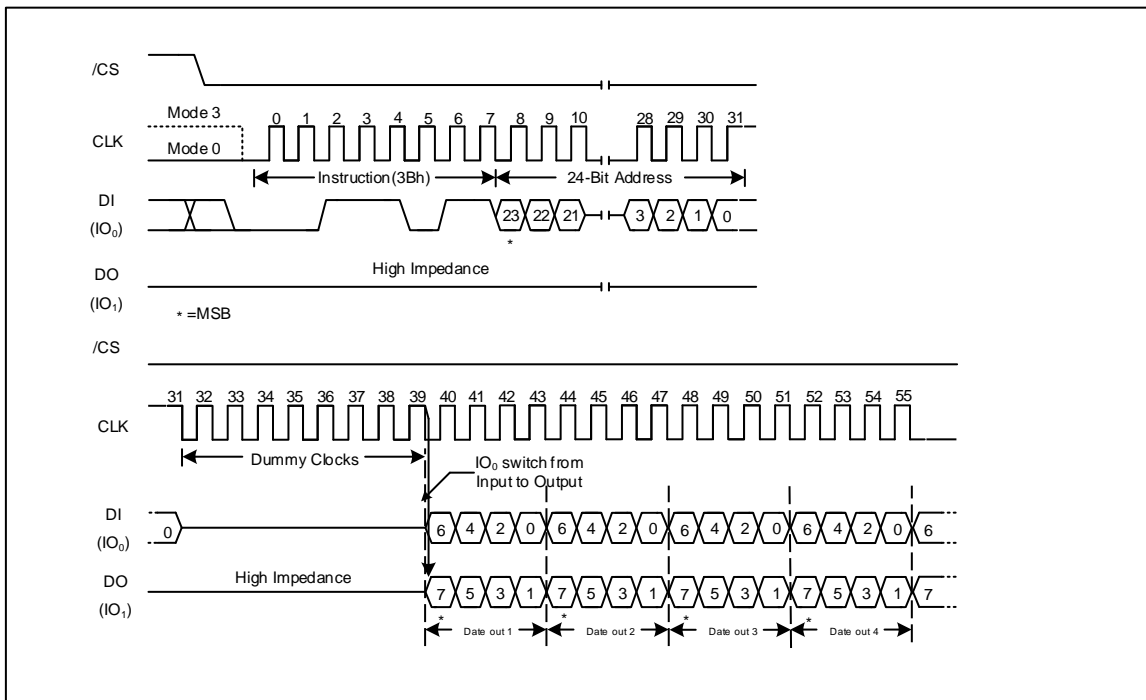 /CS
Mode 3
CLK
Mode 0
0 1 2 3 4 5 6 7 8 9 10 28 29 30 31
Instruction(3Bh) 24-Bit Address
DI
(IO₀)
23 22 21 3 2 1 0
*
DO
(IO₁)
High Impedance
* =MSB
/CS
31 32 33 34 35 36 37 38 39 40 41 42 43 44 45 46 47 48 49 50 51 52 53 54 55
CLK
Dummy Clocks
IO₀ switch from
Input to Output
DI
(IO₀)
0 6 4 2 0 6 4 2 0 6 4 2 0 6 4 2 0 6
DO
(IO₁)
High Impedance 7 5 3 1 7 5 3 1 7 5 3 1 7 5 3 1 7
* * * *
Date out 1 Date out 2 Date out 3 Date out 4